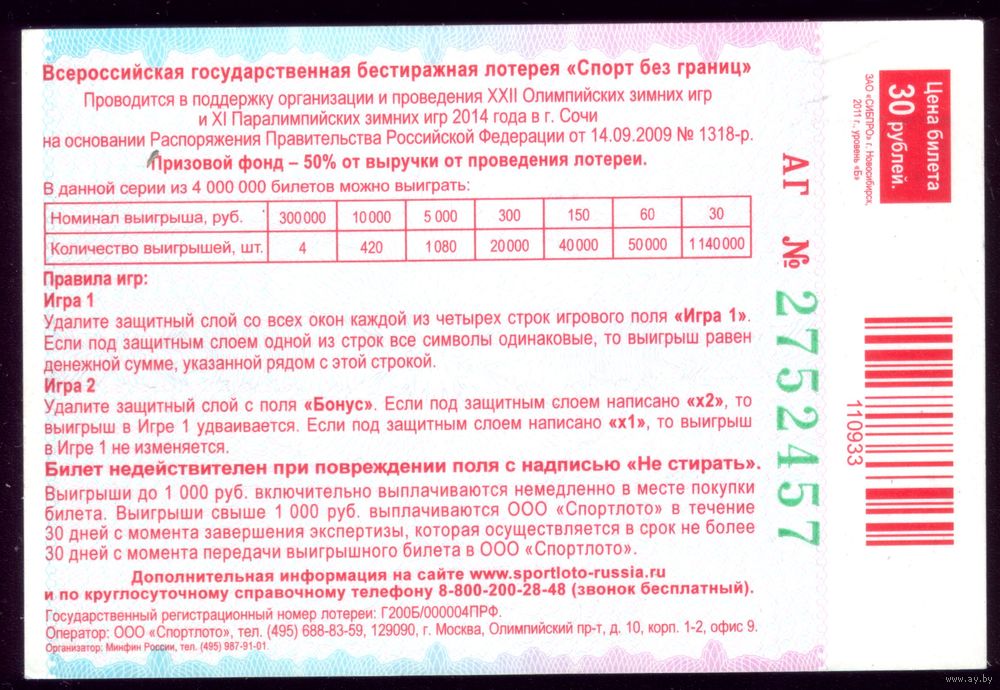 Всероссийская государственная бестиражная лотерея «Спорт без границ»
Проводится в поддержку организации и проведения XXII Олимпийских зимних игр
и XI Паралимпийских зимних игр 2014 года в г. Сочи
на основании Распоряжения Правительства Российской Федерации от 14.09.2009 № 1318-р.
Призовой фонд – 50% от выручки от проведения лотереи.
В данной серии из 4 000 000 билетов можно выиграть:
Номинал выигрыша, руб. 300 000 10 000 5 000 300 150 60 30
Количество выигрышей, шт. 4 420 1 080 20 000 40 000 50 000 1 140 000
Правила игр:
Игра 1
Удалите защитный слой со всех окон каждой из четырех строк игрового поля «Игра 1».
Если под защитным слоем одной из строк все символы одинаковые, то выигрыш равен
денежной сумме, указанной рядом с этой строкой.
Игра 2
Удалите защитный слой с поля «Бонус». Если под защитным слоем написано «х2», то
выигрыш в Игре 1 удваивается. Если под защитным слоем написано «х1», то выигрыш
в Игре 1 не изменяется.
Билет недействителен при повреждении поля с надписью «Не стирать».
Выигрыши до 1 000 руб. включительно выплачиваются немедленно в месте покупки
билета. Выигрыши свыше 1 000 руб. выплачиваются ООО «Спортлото» в течение
30 дней с момента завершения экспертизы, которая осуществляется в срок не более
30 дней с момента передачи выигрышного билета в ООО «Спортлото».
Дополнительная информация на сайте www.sportloto-russia.ru
и по круглосуточному справочному телефону 8-800-200-28-48 (звонок бесплатный).
Государственный регистрационный номер лотереи: Г200Б/000004ПРФ.
Оператор: ООО «Спортлото», тел. (495) 688-83-59, 129090, г. Москва, Олимпийский пр-т, д. 10, корп. 1-2, офис 9.
Организатор: Минфин России, тел. (495) 987-91-01.
АГ № 2752457
Цена билета
30 рублей.
ЗАО «СИБПРО» г. Новосибирск,
2011 г., уровень «Б»
110933
www.ay.by